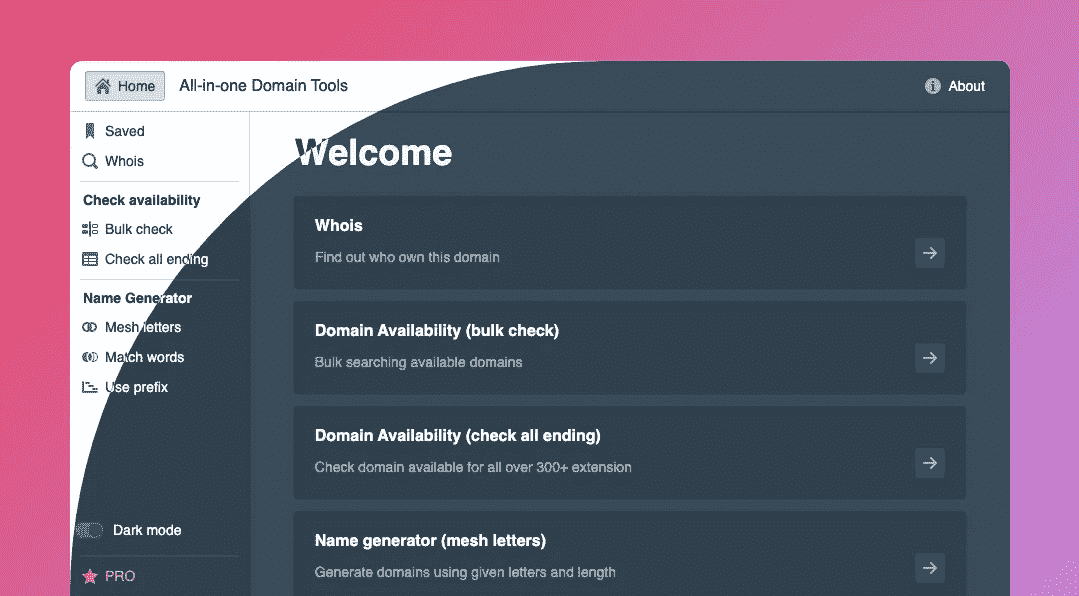 Home
All-in-one Domain Tools
About
Saved
Whois
Check availability
Bulk check
Check all ending
Name Generator
Mesh letters
Match words
Use prefix
Dark mode
PRO
Welcome
Whois
Find out who own this domain
Domain Availability (bulk check)
Bulk searching available domains
Domain Availability (check all ending)
Check domain available for all over 300+ extension
Name generator (mesh letters)
Generate domains using given letters and length